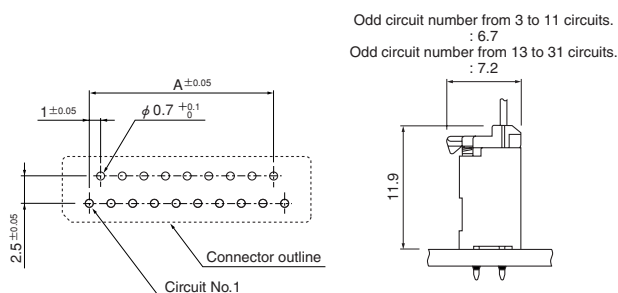 Odd circuit number from 3 to 11 circuits.
: 6.7
Odd circuit number from 13 to 31 circuits.
: 7.2
A±0.05
1±0.05
ϕ 0.7 +0.1 0
11.9
2.5±0.05
Connector outline
Circuit No.1